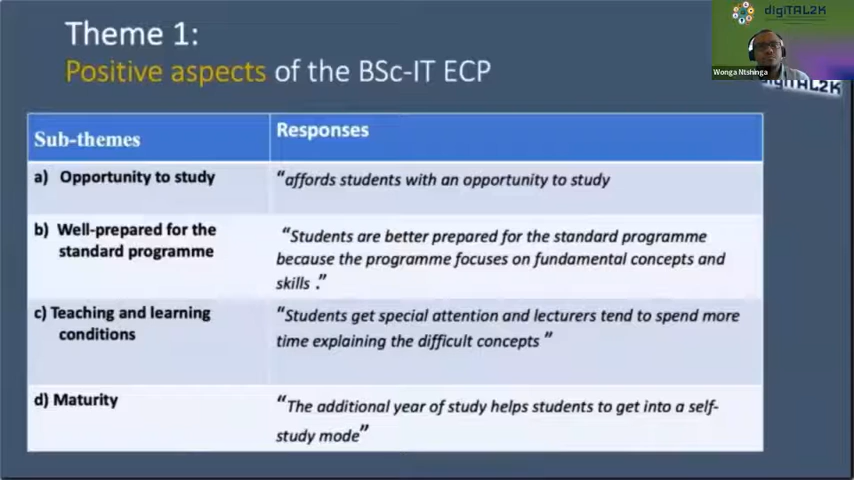 digiTAL2K
Wonga Ntshinga
Theme 1:
Positive aspects of the BSc-IT ECP
Sub-themes
Responses
a) Opportunity to study
“affords students with an opportunity to study
b) Well-prepared for the
standard programme
“Students are better prepared for the standard programme
because the programme focuses on fundamental concepts and
skills .”
c) Teaching and learning
conditions
“Students get special attention and lecturers tend to spend more
time explaining the difficult concepts ”
d) Maturity
“The additional year of study helps students to get into a self-
study mode”